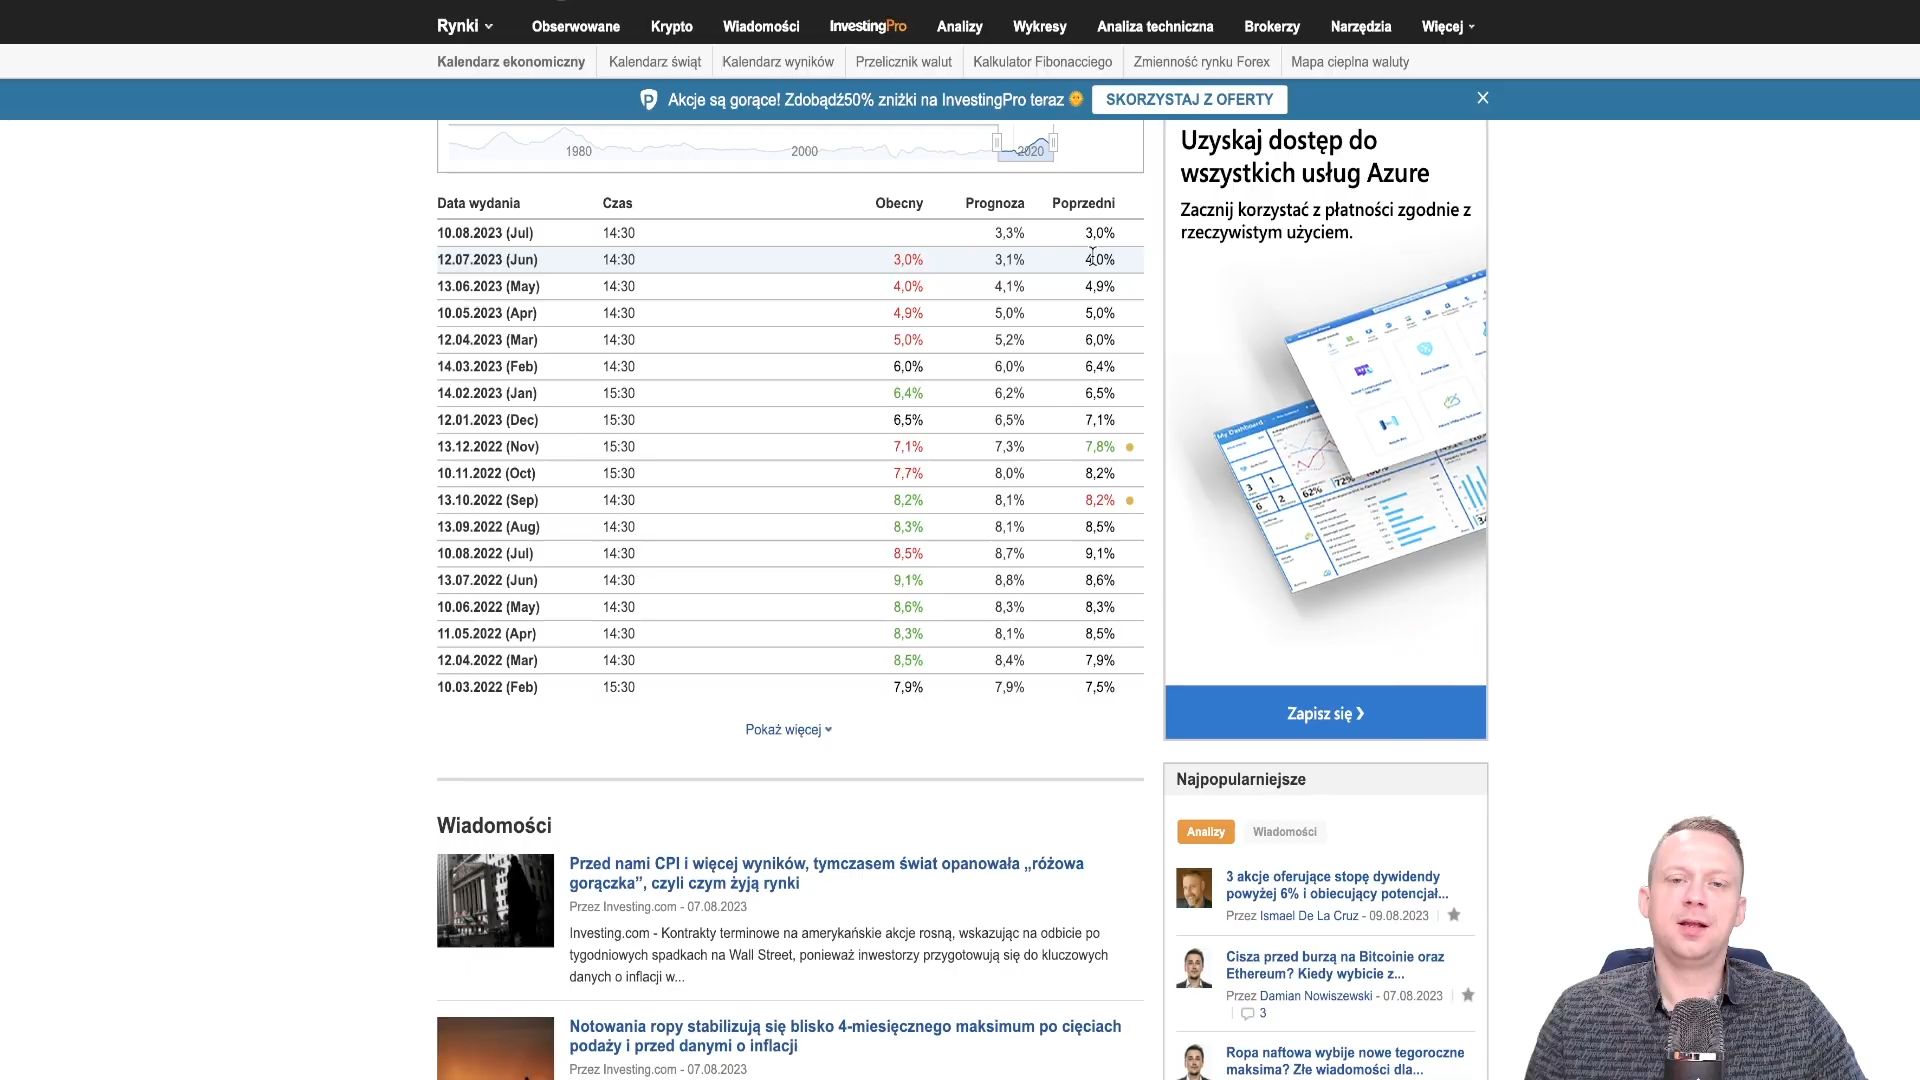 Rynki
Obserwowane
Krypto
Wiadomości
InvestingPro
Analizy
Wykresy
Analiza techniczna
Brokerzy
Narzędzia
Więcej
Kalendarz ekonomiczny
Kalendarz świąt
Kalendarz wyników
Przelicznik walut
Kalkulator Fibonacciego
Zmienność rynku Forex
Mapa cieplna waluty
Akcje są gorące! Zdobądź50% zniżki na InvestingPro teraz
SKORZYSTAJ Z OFERTY
1980
2000
2020
Data wydania Czas Obecny Prognoza Poprzedni
10.08.2023 (Jul) 14:30 3,3% 3,0%
12.07.2023 (Jun) 14:30 3,0% 3,1% 4,0%
13.06.2023 (May) 14:30 4,0% 4,1% 4,9%
10.05.2023 (Apr) 14:30 4,9% 5,0% 5,0%
12.04.2023 (Mar) 14:30 5,0% 5,2% 6,0%
14.03.2023 (Feb) 14:30 6,0% 6,0% 6,4%
14.02.2023 (Jan) 15:30 6,4% 6,2% 6,5%
12.01.2023 (Dec) 15:30 6,5% 6,5% 7,1%
13.12.2022 (Nov) 15:30 7,1% 7,3% 7,8%
10.11.2022 (Oct) 15:30 7,7% 8,0% 8,2%
13.10.2022 (Sep) 14:30 8,2% 8,1% 8,2%
13.09.2022 (Aug) 14:30 8,3% 8,1% 8,5%
10.08.2022 (Jul) 14:30 8,5% 8,7% 9,1%
13.07.2022 (Jun) 14:30 9,1% 8,8% 8,6%
10.06.2022 (May) 14:30 8,6% 8,3% 8,3%
11.05.2022 (Apr) 14:30 8,3% 8,1% 8,5%
12.04.2022 (Mar) 14:30 8,5% 8,4% 7,9%
10.03.2022 (Feb) 15:30 7,9% 7,9% 7,5%
Pokaż więcej
Wiadomości
Przed nami CPI i więcej wyników, tymczasem świat opanowała „różowa
gorączka”, czyli czym żyją rynki
Przez Investing.com - 07.08.2023
Investing.com - Kontrakty terminowe na amerykańskie akcje rosną, wskazując na odbicie po
tygodniowych spadkach na Wall Street, ponieważ inwestorzy przygotowują się do kluczowych
danych o inflacji w...
Notowania ropy stabilizują się blisko 4-miesięcznego maksimum po cięciach
podaży i przed danymi o inflacji
Przez Investing.com - 07.08.2023
Uzyskaj dostęp do
wszystkich usług Azure
Zacznij korzystać z płatności zgodnie z
rzeczywistym użyciem.
My Dashboard
62%
72%
Zapisz się ❯
Najpopularniejsze
Analizy
Wiadomości
3 akcje oferujące stopę dywidendy
powyżej 6% i obiecujący potencjał...
Przez Ismael De La Cruz - 09.08.2023
Cisza przed burzą na Bitcoinie oraz
Ethereum? Kiedy wybicie z...
Przez Damian Nowiszewski - 07.08.2023
3
Ropa naftowa wybije nowe tegoroczne
maksima? Złe wiadomości dla...